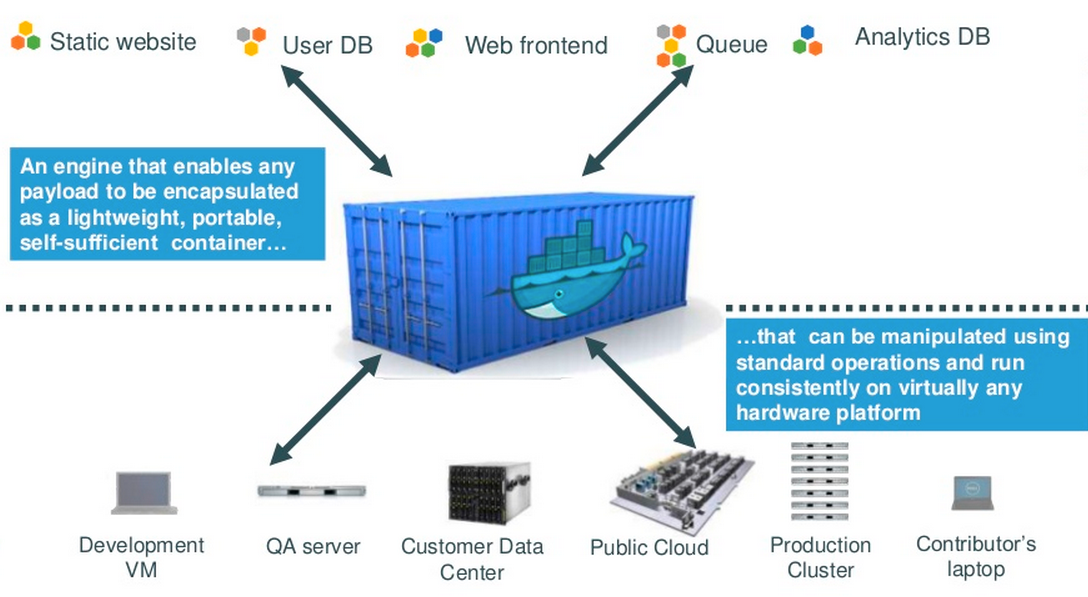 Static website
User DB
Web frontend
Queue
Analytics DB
An engine that enables any
payload to be encapsulated
as a lightweight, portable,
self-sufficient container…
…that can be manipulated using
standard operations and run
consistently on virtually any
hardware platform
Development
VM
QA server
Customer Data
Center
Public Cloud
Production
Cluster
Contributor’s
laptop